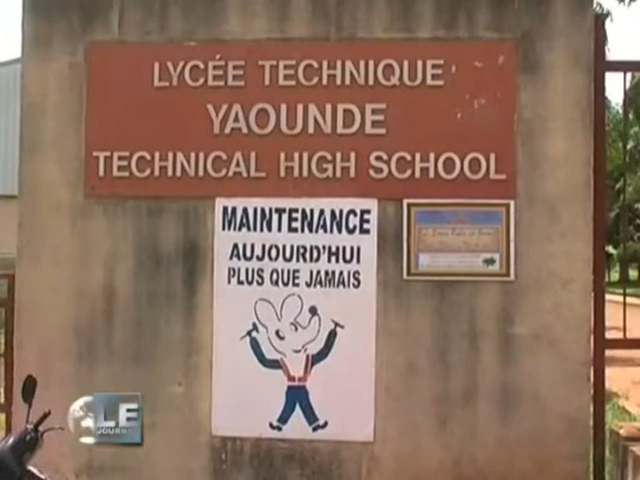 LYCÉE TECHNIQUE
YAOUNDE
TECHNICAL HIGH SCHOOL
MAINTENANCE
AUJOURD'HUI
PLUS QUE JAMAIS
LE